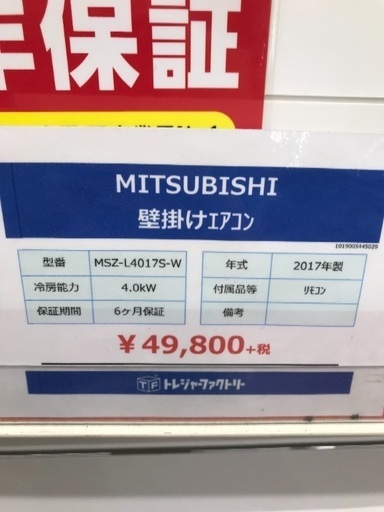 年保証
MITSUBISHI
壁掛けエアコン
1019005445029
型番 MSZ-L4017S-W
冷房能力 4.0kW
保証期間 6ヶ月保証
年式 2017年製
付属品等 リモコン
備考
¥49,800+税
TF トレジャーファクトリー